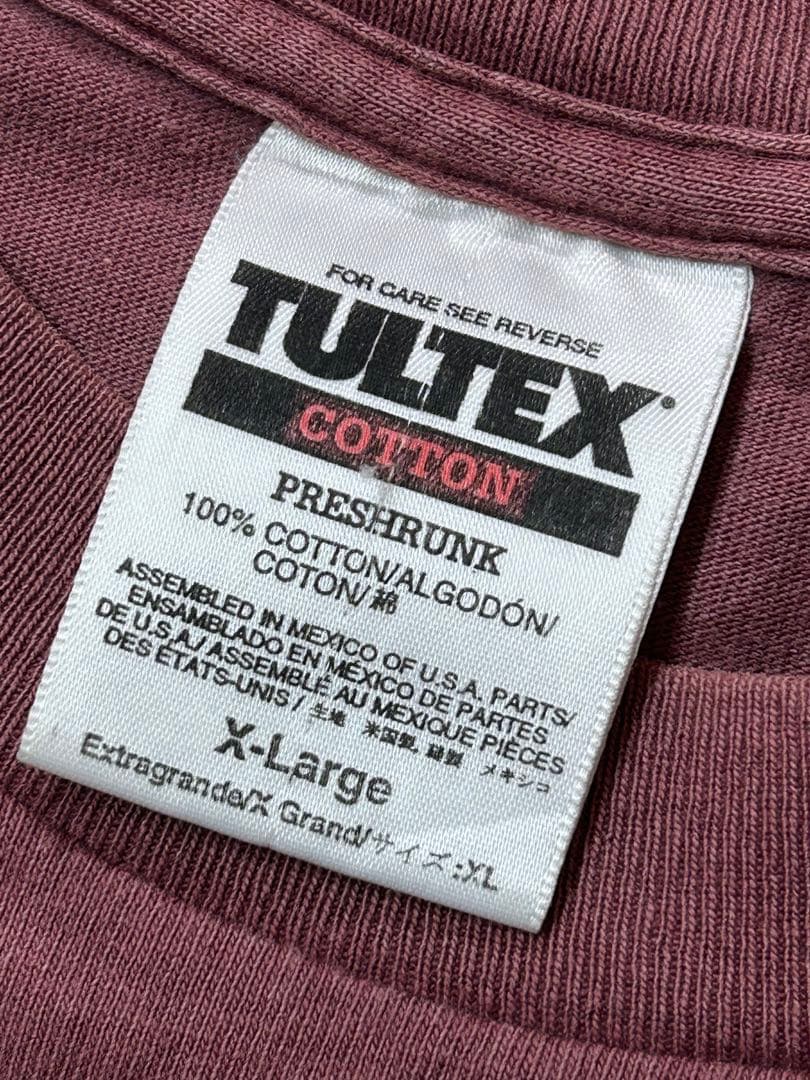 FOR CARE SEE REVERSE
TULTEX
COTTON
PRESHRUNK
100% COTTON/ALGODÓN/
COTON/綿
ASSEMBLED IN MEXICO OF U.S.A. PARTS/
ENSAMBLADO EN MÉXICO DE PARTES
DE U.S.A./ASSEMBLÉ AU MEXIQUE PIÈCES
DES ÉTATS-UNIS/生地 米国製, 縫製 メキシコ
X-Large
Extragrande/X Grand/サイズ:XL